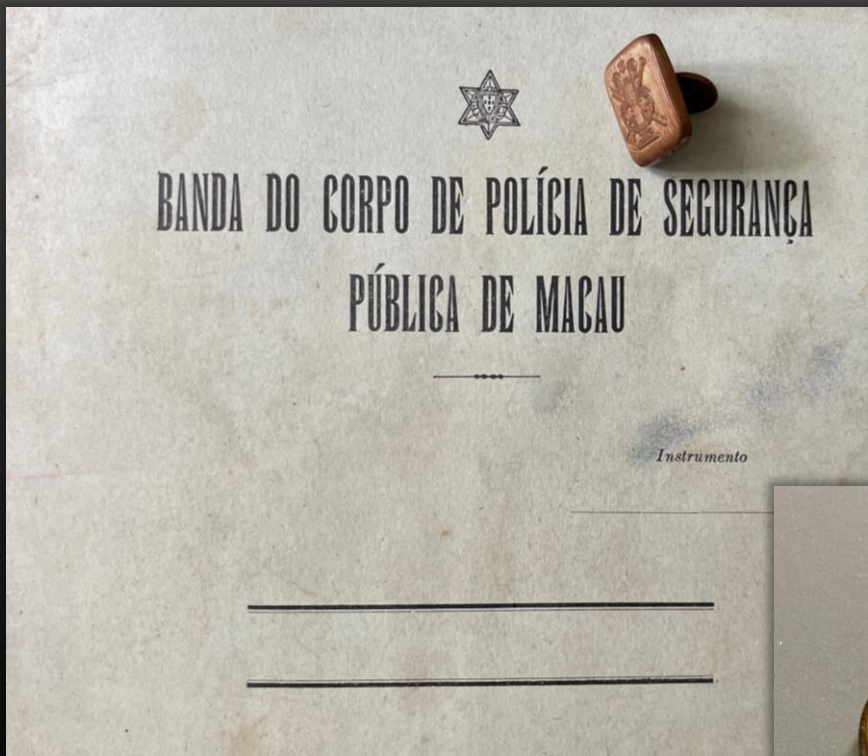 BANDA DO CORPO DE POLÍCIA DE SEGURANÇA
PÚBLICA DE MACAU
Instrumento